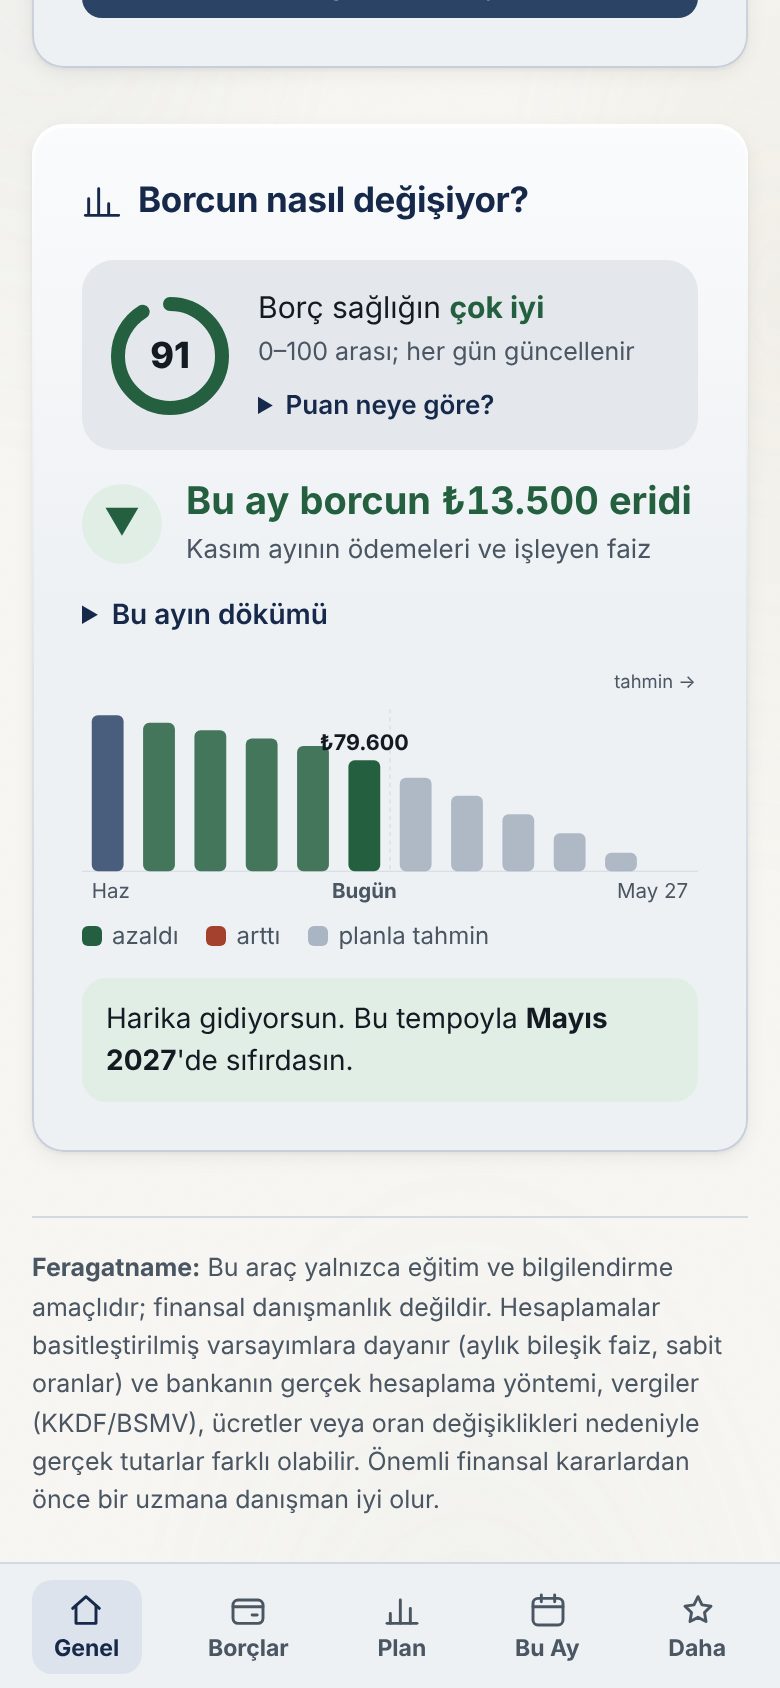 Borcun nasıl değişiyor?
91
Borç sağlığın çok iyi
0–100 arası; her gün güncellenir
▶ Puan neye göre?
▼
Bu ay borcun ₺13.500 eridi
Kasım ayının ödemeleri ve işleyen faiz
▶ Bu ayın dökümü
tahmin →
₺79.600
Haz
Bugün
May 27
azaldı
arttı
planla tahmin
Harika gidiyorsun. Bu tempoyla Mayıs
2027'de sıfırdasın.
Feragatname: Bu araç yalnızca eğitim ve bilgilendirme
amaçlıdır; finansal danışmanlık değildir. Hesaplamalar
basitleştirilmiş varsayımlara dayanır (aylık bileşik faiz, sabit
oranlar) ve bankanın gerçek hesaplama yöntemi, vergiler
(KKDF/BSMV), ücretler veya oran değişiklikleri nedeniyle
gerçek tutarlar farklı olabilir. Önemli finansal kararlardan
önce bir uzmana danışman iyi olur.
Genel
Borçlar
Plan
Bu Ay
Daha